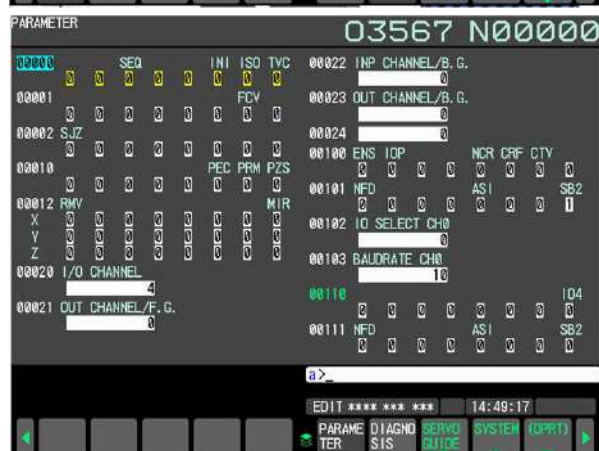 PARAMETER
O3567 N00000
00000 SEQ INI ISO TVC
0 0 0 0 0 0 0 0
00001 FCV
0 0 0 0 0 0 0 0
00002 SJZ
0 0 0 0 0 0 0 0
00010 PEC PRM PZS
0 0 0 0 0 0 0 0
00012 RMV MIR
X 0 0 0 0 0 0 0 0
Y 0 0 0 0 0 0 0 0
Z 0 0 0 0 0 0 0 0
00020 I/O CHANNEL
4
00021 OUT CHANNEL/F.G.
0
00022 INP CHANNEL/B.G.
0
00023 OUT CHANNEL/B.G.
0
00024
0
00100 ENS IOP NCR CRF CTV
0 0 0 0 0 0 0 0
00101 NFD ASI SB2
0 0 0 0 0 0 0 1
00102 IO SELECT CH0
0
00103 BAUDRATE CH0
10
00110 IO4
0 0 0 0 0 0 0 0
00111 NFD ASI SB2
0 0 0 0 0 0 0 0
a>_
EDIT **** *** *** 14:49:17
PARAME
TER
DIAGNO
SIS
SERVO
GUIDE
SYSTEM
(OPRT)